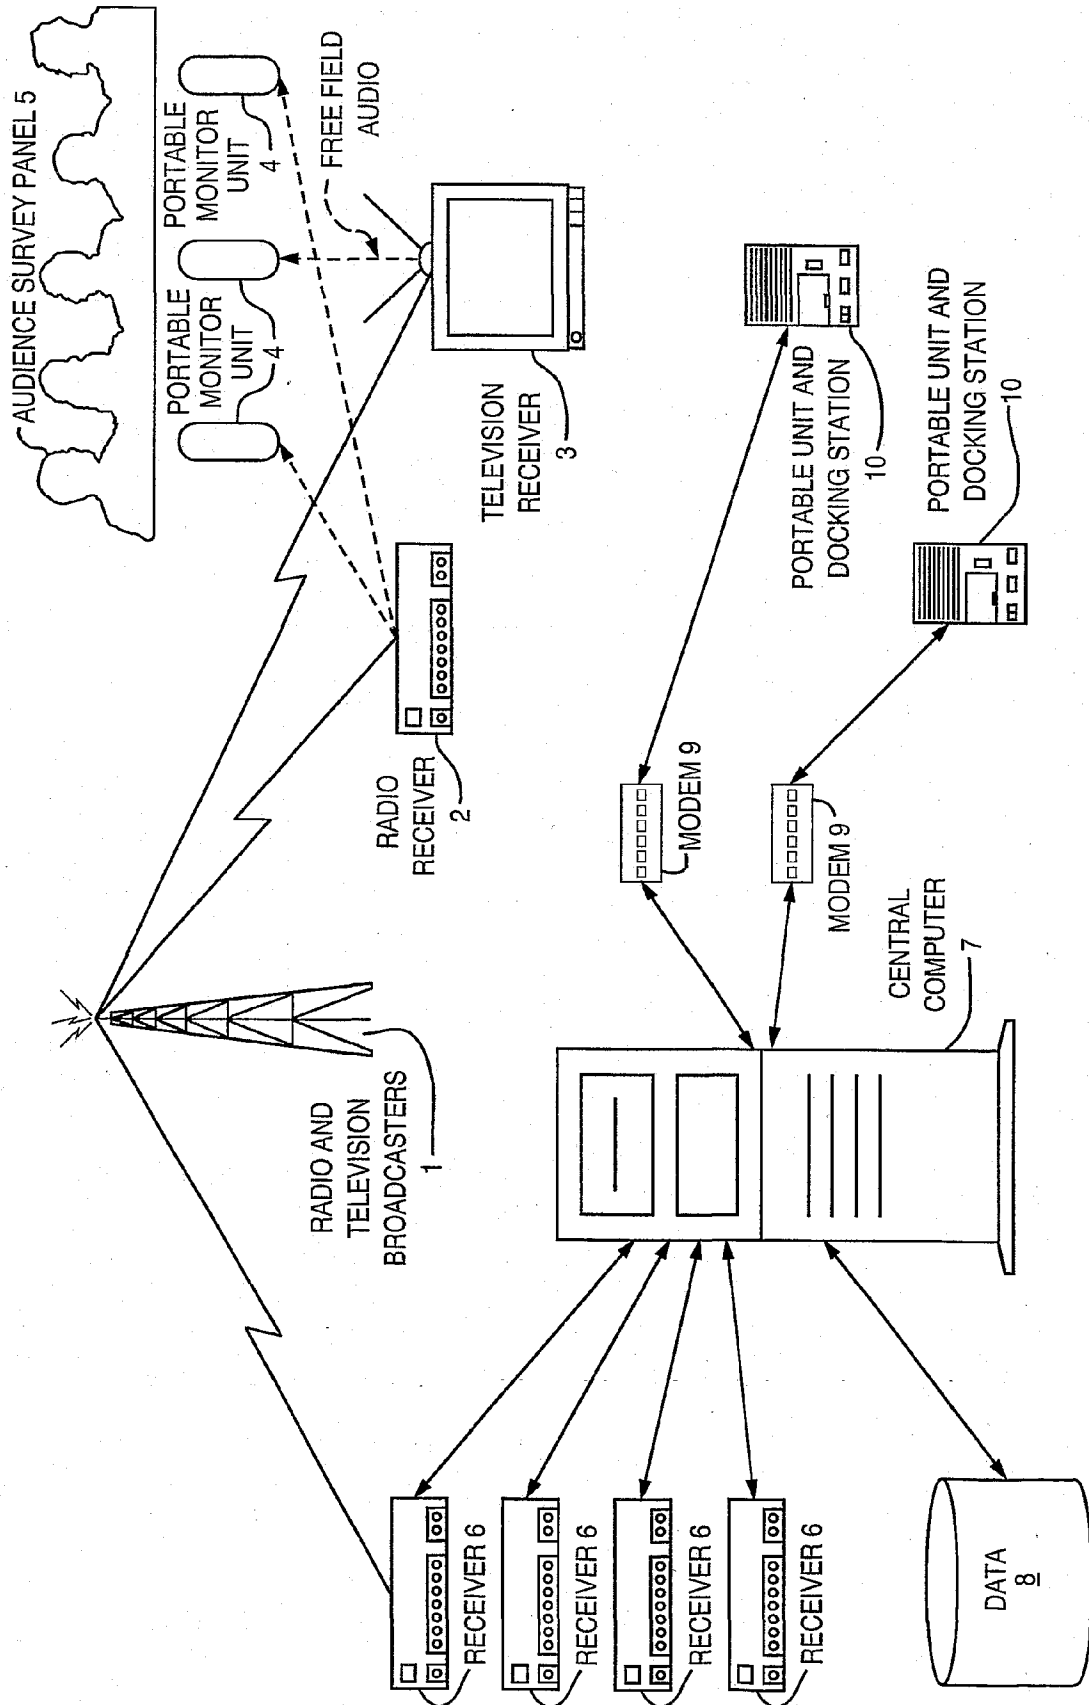 AUDIENCE SURVEY PANEL 5
PORTABLE
MONITOR
UNIT
4
PORTABLE
MONITOR
UNIT
4
FREE FIELD
AUDIO
TELEVISION
RECEIVER
3
RADIO
RECEIVER
2
RADIO AND
TELEVISION
BROADCASTERS
1
RECEIVER 6
RECEIVER 6
RECEIVER 6
RECEIVER 6
DATA
8
CENTRAL
COMPUTER
7
MODEM 9
MODEM 9
PORTABLE UNIT AND
DOCKING STATION
10
PORTABLE UNIT AND
DOCKING STATION
10